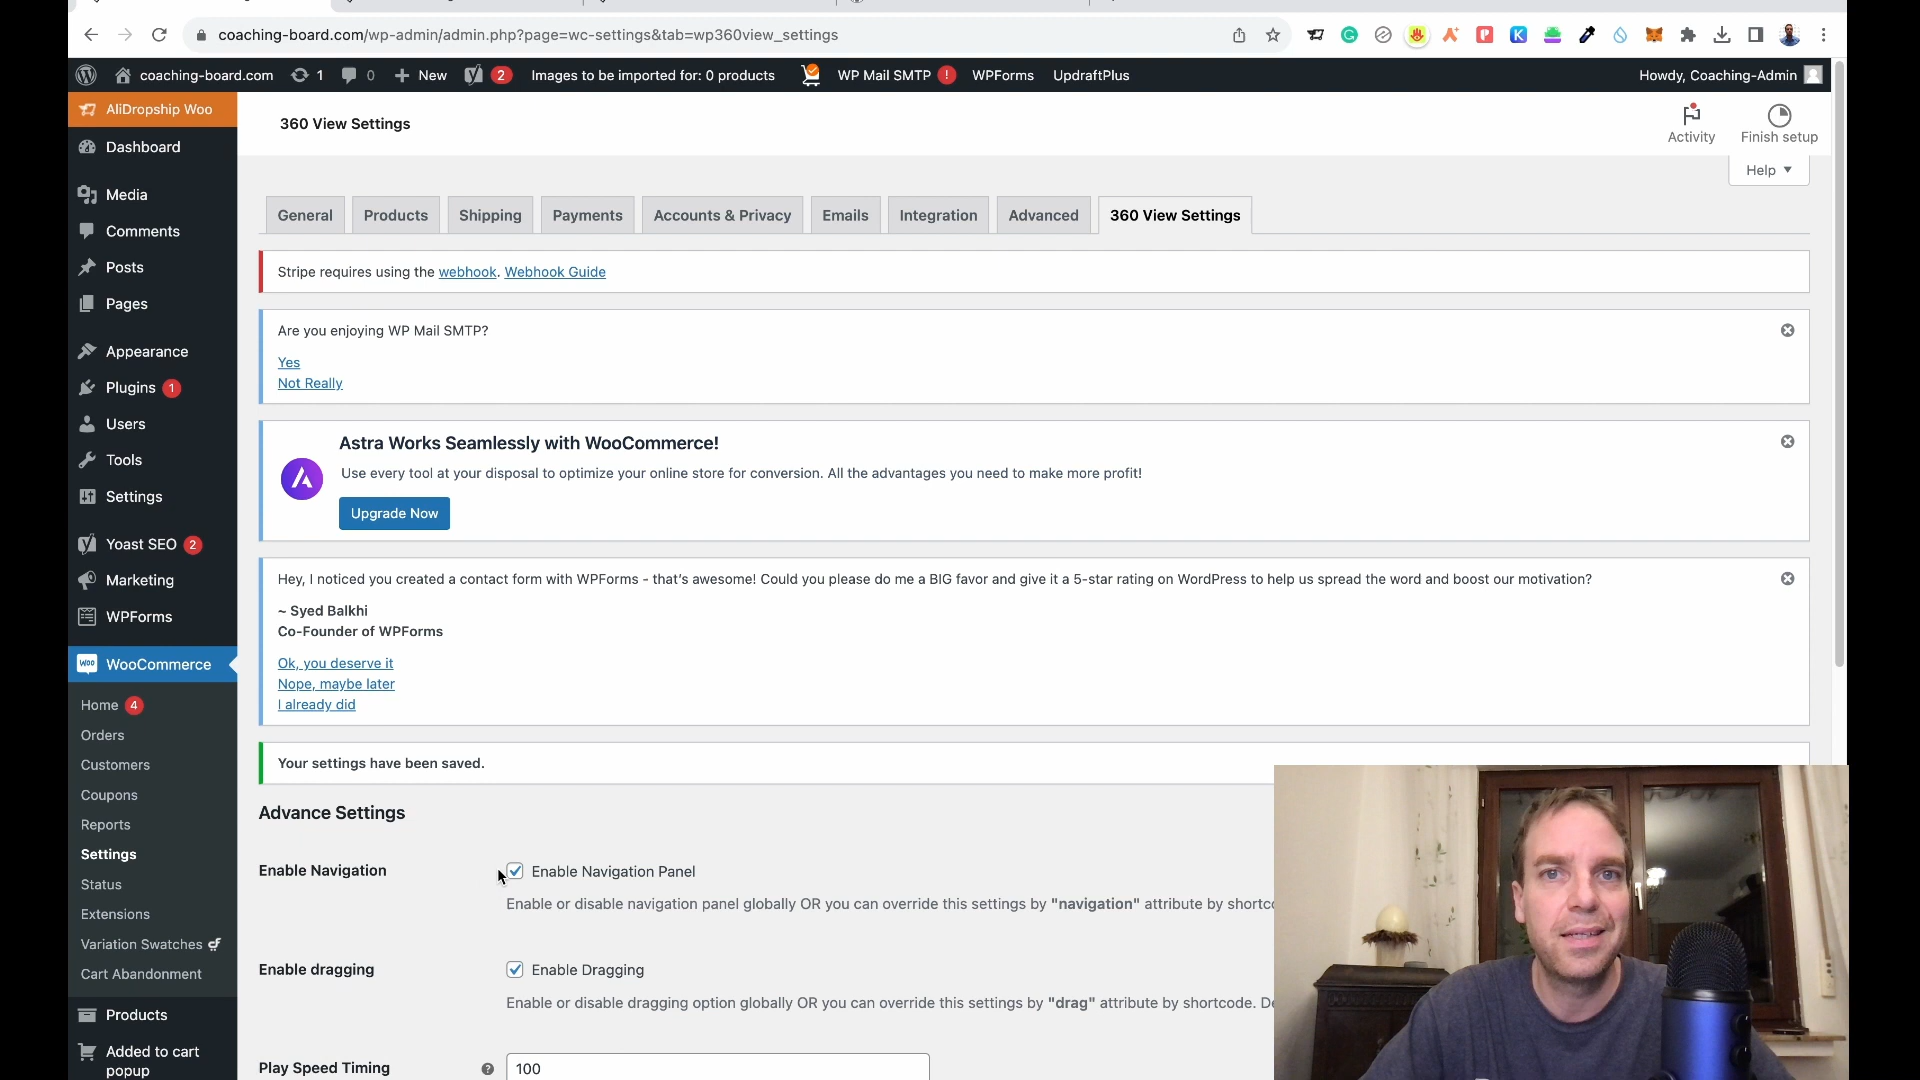 coaching-board.com/wp-admin/admin.php?page=wc-settings&tab=wp360view_settings
coaching-board.com 1 0 New 2 Images to be imported for: 0 products WP Mail SMTP ! WPForms UpdraftPlus Howdy, Coaching-Admin
AliDropship Woo
Dashboard
Media
Comments
Posts
Pages
Appearance
Plugins 1
Users
Tools
Settings
Yoast SEO 2
Marketing
WPForms
WooCommerce
Home 4
Orders
Customers
Coupons
Reports
Settings
Status
Extensions
Variation Swatches
Cart Abandonment
Products
Added to cart
popup
360 View Settings
Activity
Finish setup
Help
General Products Shipping Payments Accounts & Privacy Emails Integration Advanced 360 View Settings
Stripe requires using the webhook. Webhook Guide
Are you enjoying WP Mail SMTP?
Yes
Not Really
Astra Works Seamlessly with WooCommerce!
Use every tool at your disposal to optimize your online store for conversion. All the advantages you need to make more profit!
Upgrade Now
Hey, I noticed you created a contact form with WPForms - that's awesome! Could you please do me a BIG favor and give it a 5-star rating on WordPress to help us spread the word and boost our motivation?
~ Syed Balkhi
Co-Founder of WPForms
Ok, you deserve it
Nope, maybe later
I already did
Your settings have been saved.
Advance Settings
Enable Navigation
Enable Navigation Panel
Enable or disable navigation panel globally OR you can override this settings by "navigation" attribute by shortc
Enable dragging
Enable Dragging
Enable or disable dragging option globally OR you can override this settings by "drag" attribute by shortcode. De
Play Speed Timing
100